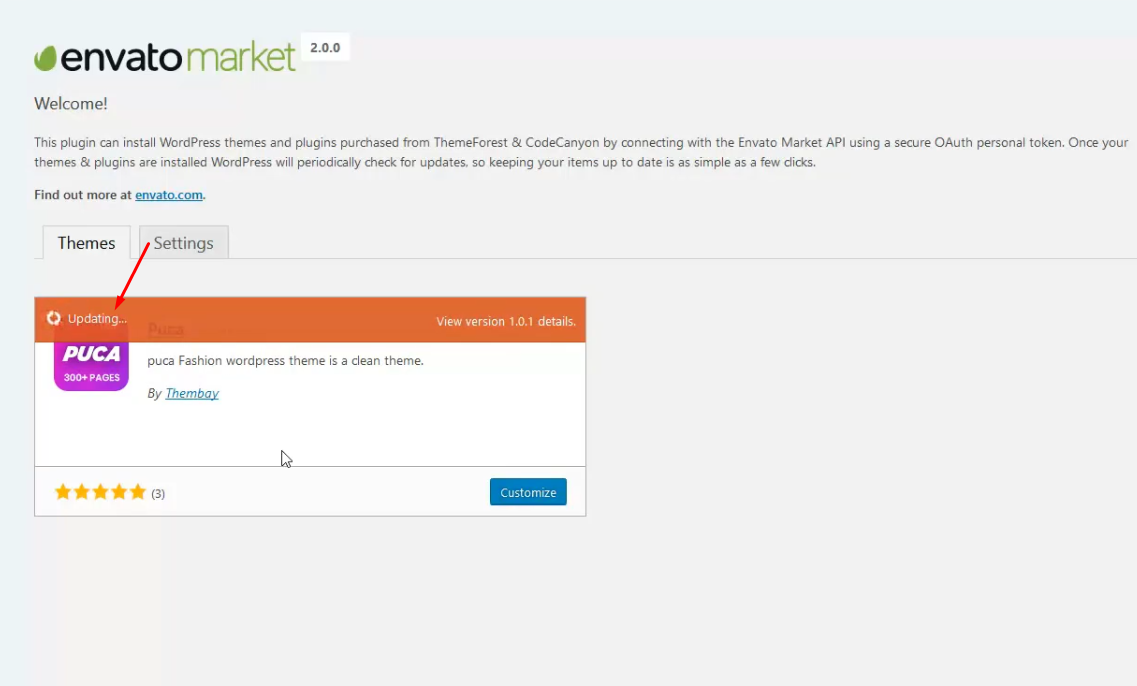 envato market 2.0.0
Welcome!
This plugin can install WordPress themes and plugins purchased from ThemeForest & CodeCanyon by connecting with the Envato Market API using a secure OAuth personal token. Once your
themes & plugins are installed WordPress will periodically check for updates, so keeping your items up to date is as simple as a few clicks.
Find out more at envato.com.
Themes Settings
Updating... View version 1.0.1 details.
Puca
PUCA
300+ PAGES
puca Fashion wordpress theme is a clean theme.
By Thembay
(3) Customize